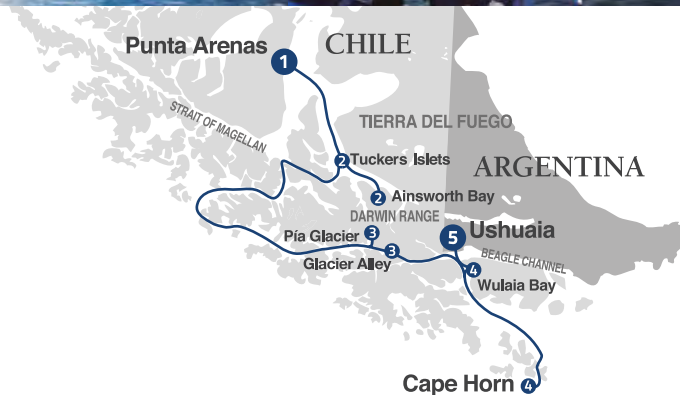 Punta Arenas
1
CHILE
STRAIT OF MAGELLAN
TIERRA DEL FUEGO
2
Tuckers Islets
ARGENTINA
2
Ainsworth Bay
DARWIN RANGE
Pía Glacier
3
5
Ushuaia
Glacier Alley
3
BEAGLE CHANNEL
4
Wulaia Bay
Cape Horn
4